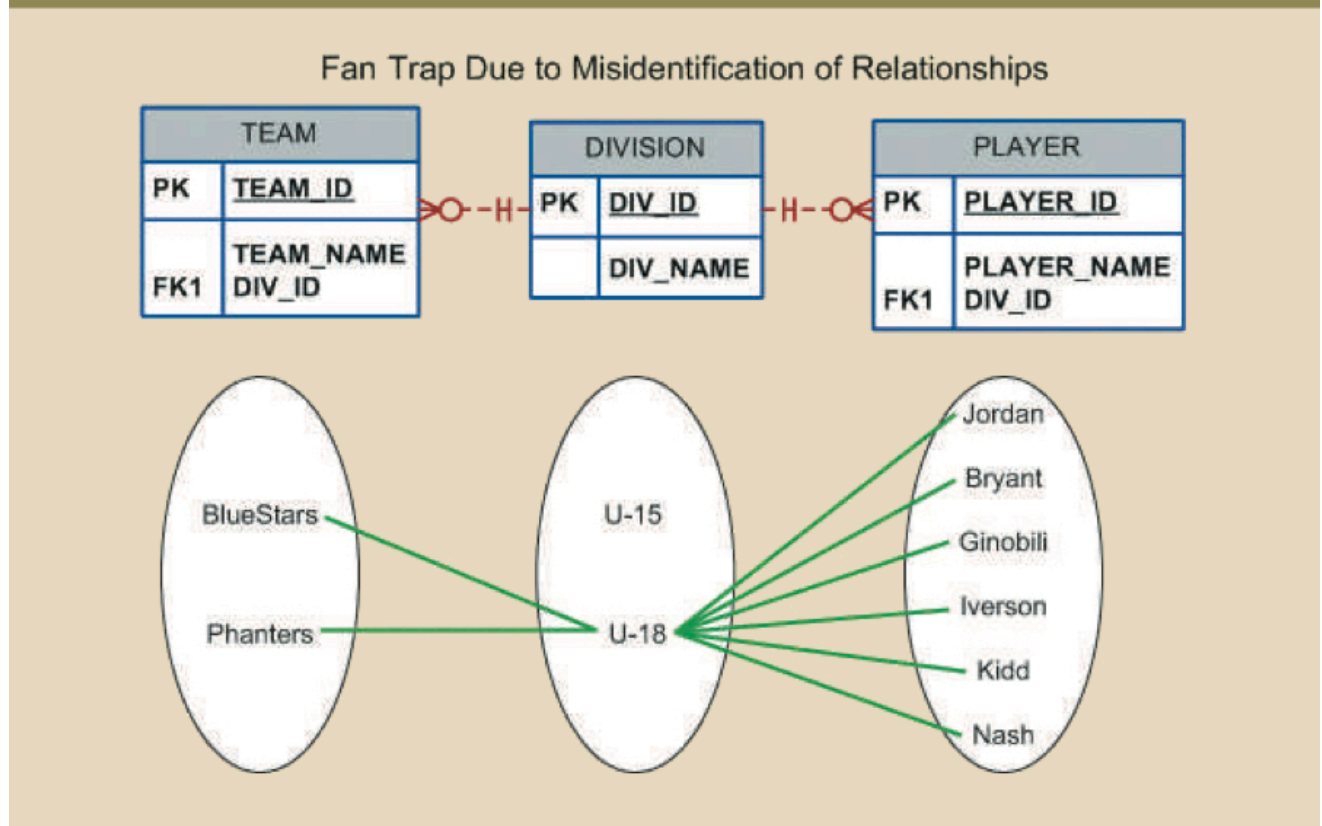 Fan Trap Due to Misidentification of Relationships
TEAM
PK TEAM_ID
TEAM_NAME
FK1 DIV_ID
DIVISION
PK DIV_ID
DIV_NAME
PLAYER
PK PLAYER_ID
PLAYER_NAME
FK1 DIV_ID
BlueStars
Phanters
U-15
U-18
Jordan
Bryant
Ginobili
Iverson
Kidd
Nash